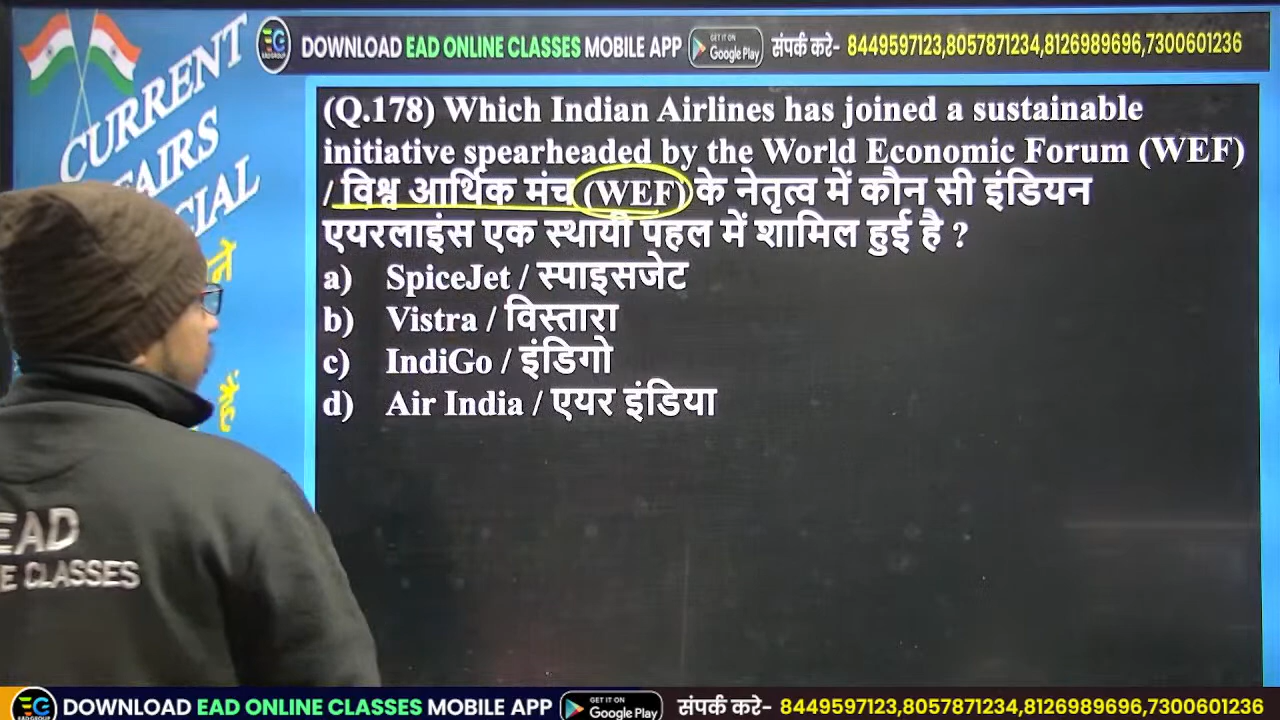 DOWNLOAD EAD ONLINE CLASSES MOBILE APP GET IT ON Google Play संपर्क करे- 8449597123,8057871234,8126989696,7300601236
CURRENT
AFFAIRS
CIAL
ने
हैं
(Q.178) Which Indian Airlines has joined a sustainable
initiative spearheaded by the World Economic Forum (WEF)
/ विश्व आर्थिक मंच (WEF) के नेतृत्व में कौन सी इंडियन
एयरलाइंस एक स्थायी पहल में शामिल हुई है ?
a) SpiceJet / स्पाइसजेट
b) Vistra / विस्तारा
c) IndiGo / इंडिगो
d) Air India / एयर इंडिया
EAD
E CLASSES
EG EAD GROUP DOWNLOAD EAD ONLINE CLASSES MOBILE APP GET IT ON Google Play संपर्क करे- 8449597123,8057871234,8126989696,7300601236